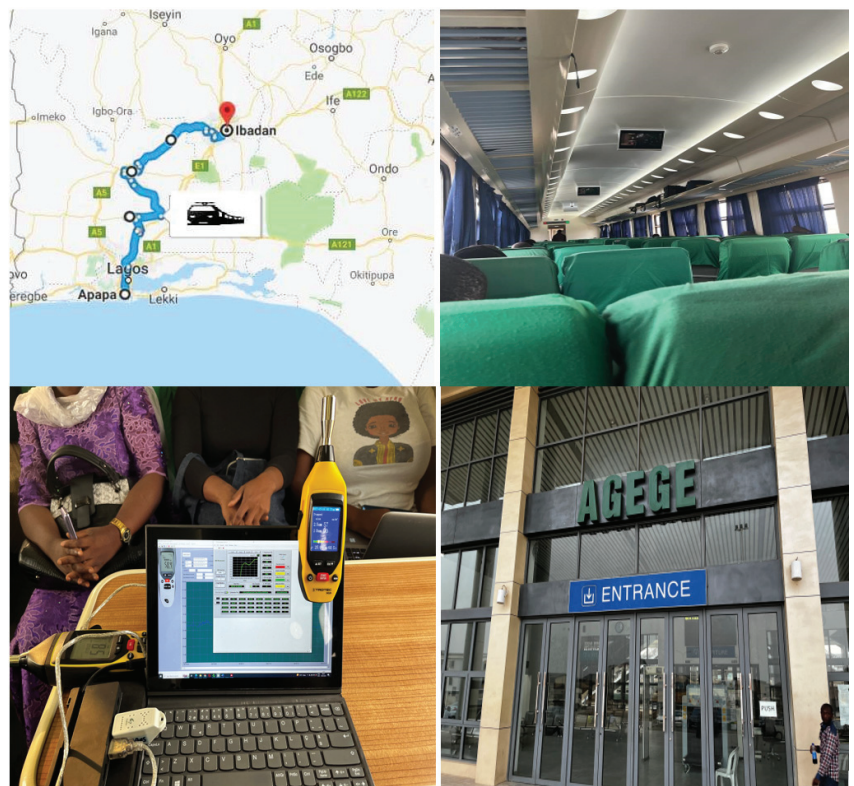 Iseyin
Igana
A1
Oyo
Osogbo
Ede
Ife
A122
Imeko
Igbo-Ora
Ibadan
E1
A5
Ondo
A5
A1
A121
Ore
Lagos
Okitipupa
Apapa
Lekki
AGEGE
ENTRANCE
PUSH